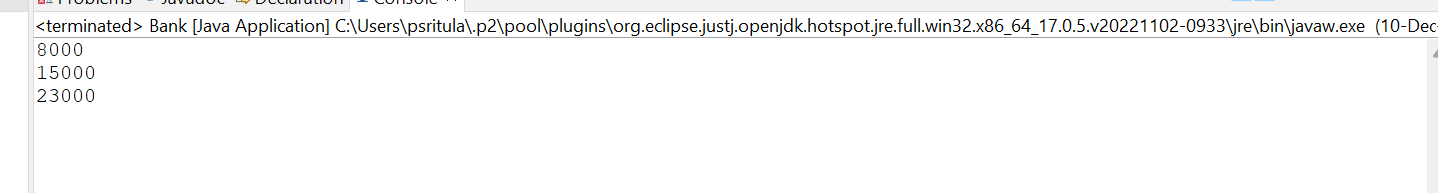 Problems Javadoc Declaration Console
<terminated> Bank [Java Application] C:\Users\psritula\.p2\pool\plugins\org.eclipse.justj.openjdk.hotspot.jre.full.win32.x86_64_17.0.5.v20221102-0933\jre\bin\javaw.exe (10-Dec-
8000
15000
23000